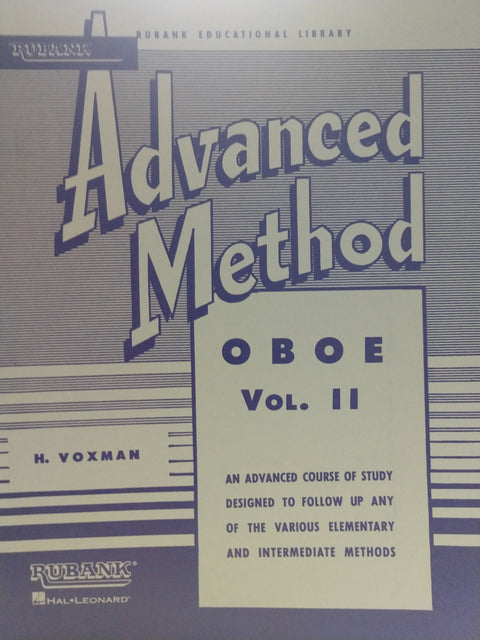 RUBANK EDUCATIONAL LIBRARY
RUBANK
Advanced
Method
OBOE
VOL. II
H. VOXMAN
AN ADVANCED COURSE OF STUDY
DESIGNED TO FOLLOW UP ANY
OF THE VARIOUS ELEMENTARY
AND INTERMEDIATE METHODS
RUBANK®
HAL•LEONARD®